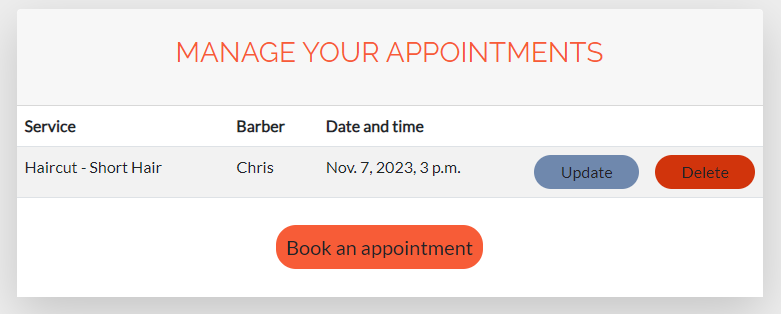 MANAGE YOUR APPOINTMENTS
Service Barber Date and time
Haircut - Short Hair Chris Nov. 7, 2023, 3 p.m. Update Delete
Book an appointment